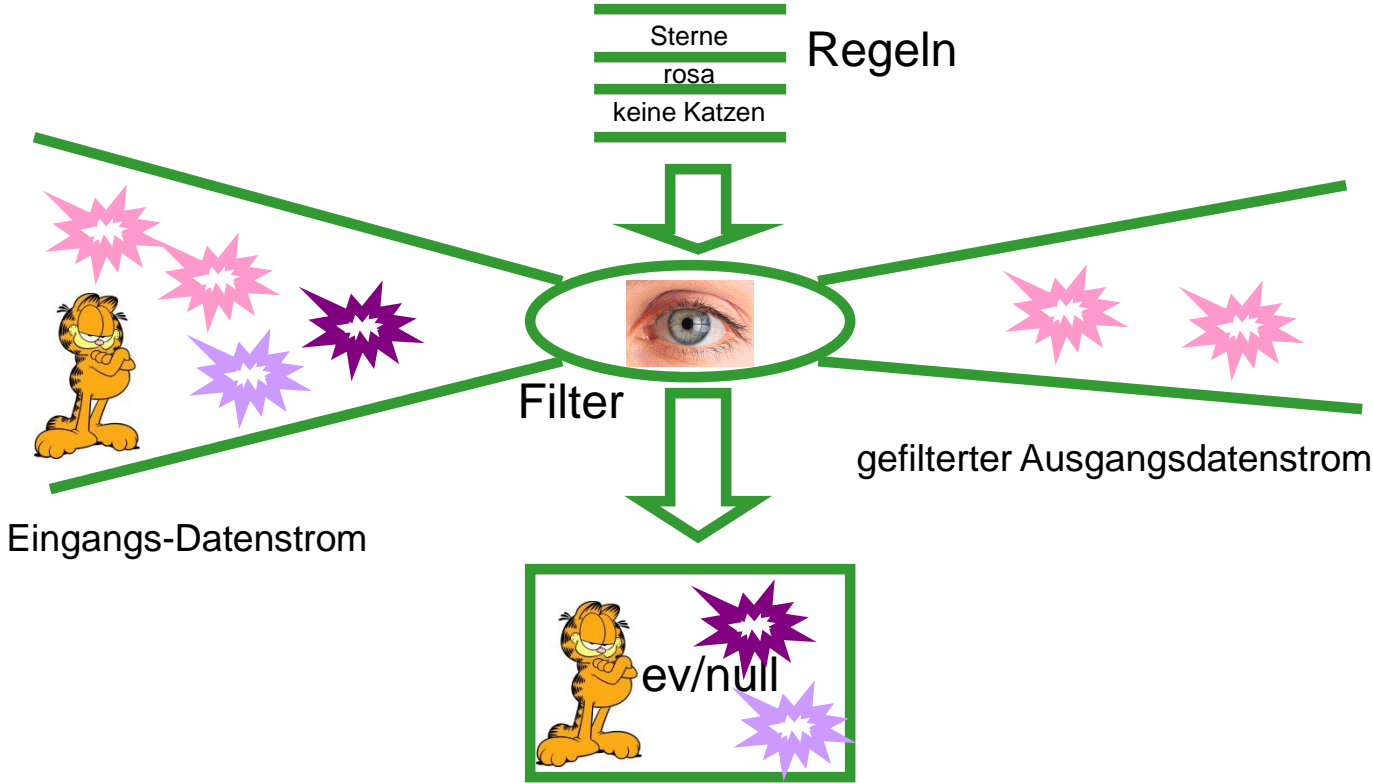 Sterne
rosa
keine Katzen
Regeln
Filter
gefilterter Ausgangsdatenstrom
Eingangs-Datenstrom
ev/null